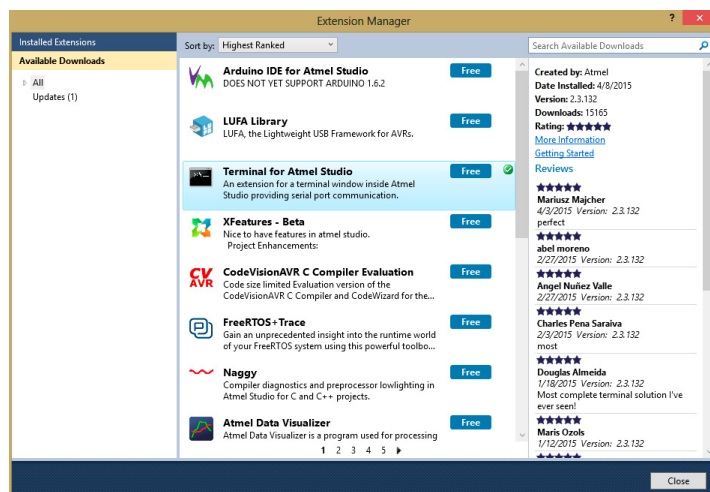 Extension Manager
?
Installed Extensions
Available Downloads
All
Updates (1)
Sort by: Highest Ranked
Arduino IDE for Atmel Studio
Free
DOES NOT YET SUPPORT ARDUINO 1.6.2
LUFA Library
Free
LUFA, the Lightweight USB Framework for AVRs.
Terminal for Atmel Studio
Free
An extension for a terminal window inside Atmel
Studio providing serial port communication.
XFeatures - Beta
Free
Nice to have features in atmel studio.
Project Enhancements:
CV
AVR
CodeVisionAVR C Compiler Evaluation
Free
Code size limited Evaluation version of the
CodeVisionAVR C Compiler and CodeWizard for the...
FreeRTOS+Trace
Free
Gain an unprecedented insight into the runtime world
of your FreeRTOS system using this powerful toolbo...
Naggy
Free
Compiler diagnostics and preprocessor lowlighting in
Atmel Studio for C and C++ projects.
Atmel Data Visualizer
Free
Atmel Data Visualizer is a program used for processing
1 2 3 4 5
Search Available Downloads
Created by: Atmel
Date Installed: 4/8/2015
Version: 2.3.132
Downloads: 15165
Rating: ★★★★★
More Information
Getting Started
Reviews
★★★★★
Mariusz Majcher
4/3/2015 Version: 2.3.132
perfect
★★★★★
abel moreno
2/27/2015 Version: 2.3.132
★★★★★
Angel Nuñez Valle
2/27/2015 Version: 2.3.132
★★★★★
Charles Pena Saraiva
2/3/2015 Version: 2.3.132
most
★★★★★
Douglas Almeida
1/18/2015 Version: 2.3.132
Most complete terminal solution I've
ever seen!
★★★★★
Maris Ozols
1/12/2015 Version: 2.3.132
★★★★★
Close